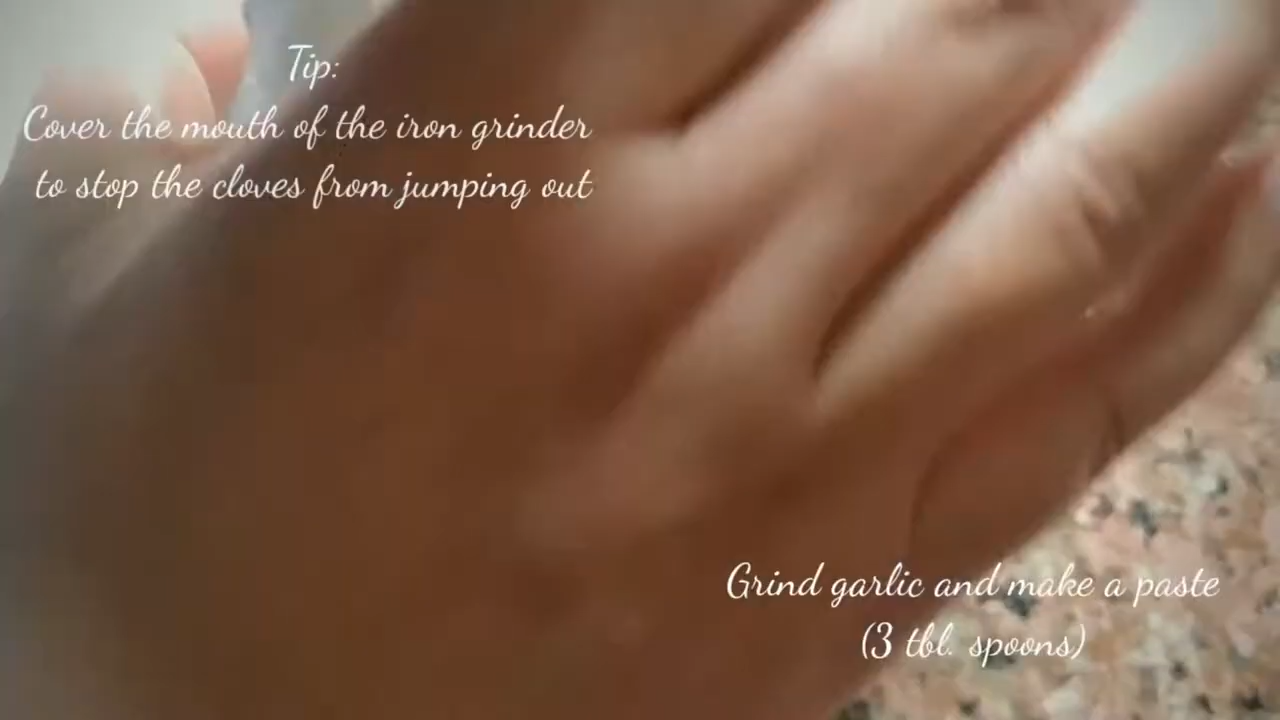 Tip:
Cover the mouth of the iron grinder
to stop the cloves from jumping out
Grind garlic and make a paste
(3 tbl. spoons)